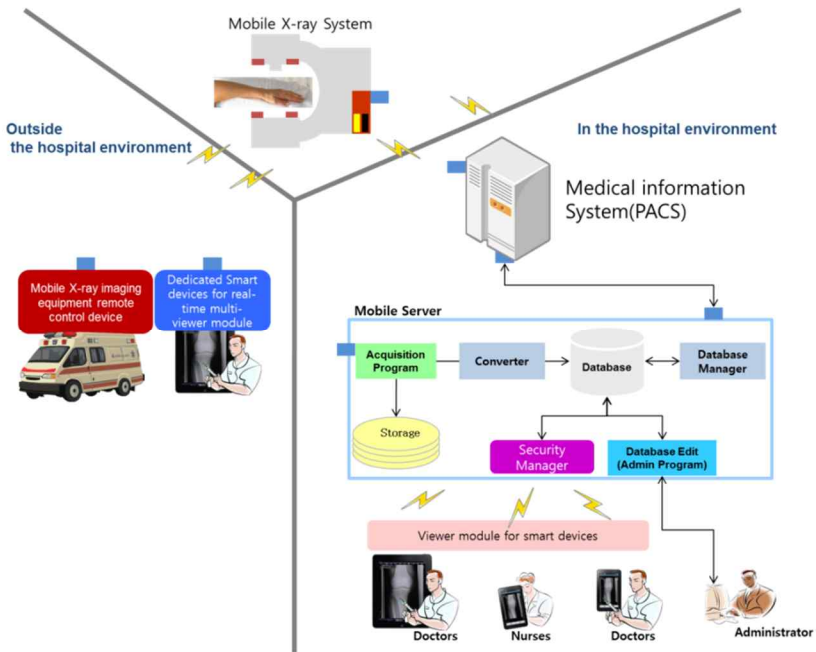 Mobile X-ray System
Outside
the hospital environment
In the hospital environment
Medical information
System(PACS)
Mobile X-ray imaging
equipment remote
control device
Dedicated Smart
devices for real-
time multi-
viewer module
Mobile Server
Acquisition
Program
Converter
Database
Database
Manager
Storage
Security
Manager
Database Edit
(Admin Program)
Viewer module for smart devices
Doctors
Nurses
Doctors
Administrator